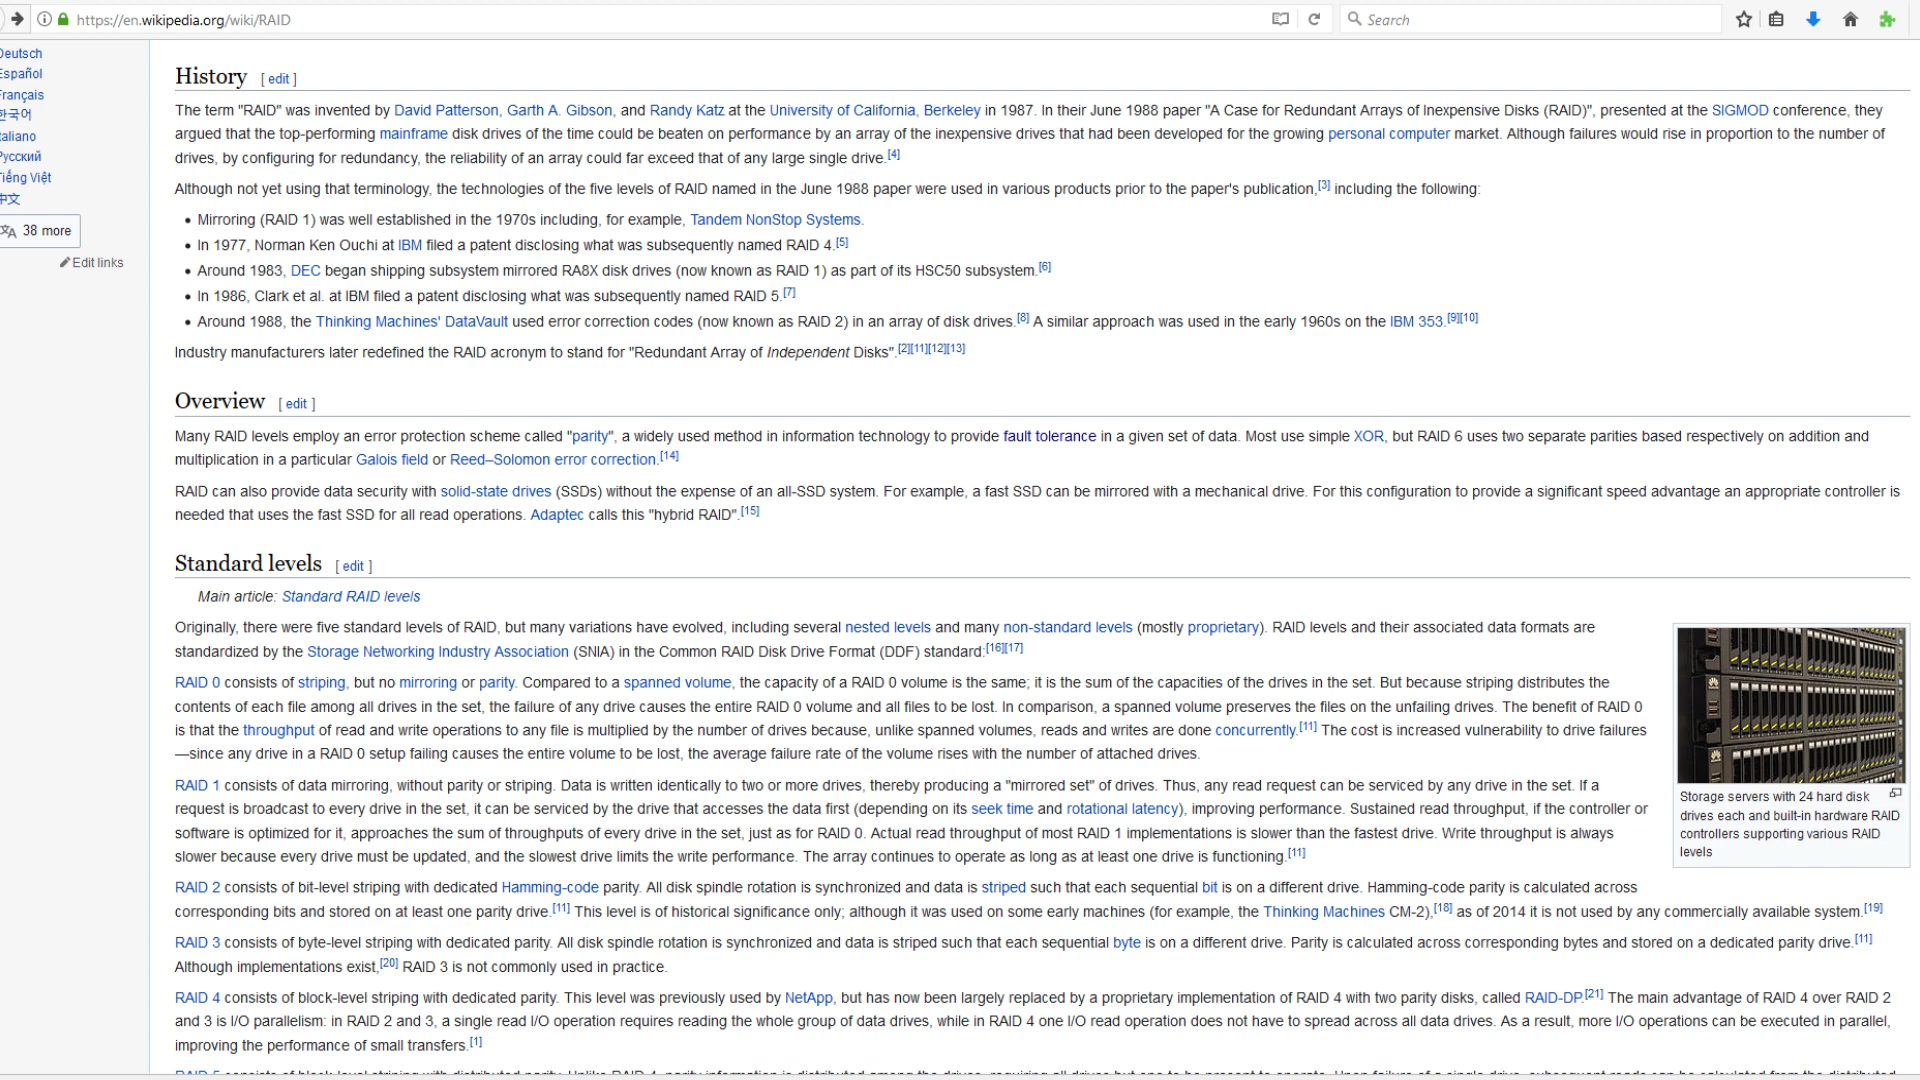 https://en.wikipedia.org/wiki/RAID
Search
Deutsch
Español
Français
한국어
Italiano
Русский
Tiếng Việt
中文
38 more
Edit links
History [ edit ]
The term "RAID" was invented by David Patterson, Garth A. Gibson, and Randy Katz at the University of California, Berkeley in 1987. In their June 1988 paper "A Case for Redundant Arrays of Inexpensive Disks (RAID)", presented at the SIGMOD conference, they
argued that the top-performing mainframe disk drives of the time could be beaten on performance by an array of the inexpensive drives that had been developed for the growing personal computer market. Although failures would rise in proportion to the number of
drives, by configuring for redundancy, the reliability of an array could far exceed that of any large single drive.[4]
Although not yet using that terminology, the technologies of the five levels of RAID named in the June 1988 paper were used in various products prior to the paper's publication,[3] including the following:
• Mirroring (RAID 1) was well established in the 1970s including, for example, Tandem NonStop Systems.
• In 1977, Norman Ken Ouchi at IBM filed a patent disclosing what was subsequently named RAID 4.[5]
• Around 1983, DEC began shipping subsystem mirrored RA8X disk drives (now known as RAID 1) as part of its HSC50 subsystem.[6]
• In 1986, Clark et al. at IBM filed a patent disclosing what was subsequently named RAID 5.[7]
• Around 1988, the Thinking Machines' DataVault used error correction codes (now known as RAID 2) in an array of disk drives.[8] A similar approach was used in the early 1960s on the IBM 353.[9][10]
Industry manufacturers later redefined the RAID acronym to stand for "Redundant Array of Independent Disks".[2][11][12][13]
Overview [ edit ]
Many RAID levels employ an error protection scheme called "parity", a widely used method in information technology to provide fault tolerance in a given set of data. Most use simple XOR, but RAID 6 uses two separate parities based respectively on addition and
multiplication in a particular Galois field or Reed–Solomon error correction.[14]
RAID can also provide data security with solid-state drives (SSDs) without the expense of an all-SSD system. For example, a fast SSD can be mirrored with a mechanical drive. For this configuration to provide a significant speed advantage an appropriate controller is
needed that uses the fast SSD for all read operations. Adaptec calls this "hybrid RAID".[15]
Standard levels [ edit ]
Main article: Standard RAID levels
Originally, there were five standard levels of RAID, but many variations have evolved, including several nested levels and many non-standard levels (mostly proprietary). RAID levels and their associated data formats are
standardized by the Storage Networking Industry Association (SNIA) in the Common RAID Disk Drive Format (DDF) standard:[16][17]
RAID 0 consists of striping, but no mirroring or parity. Compared to a spanned volume, the capacity of a RAID 0 volume is the same; it is the sum of the capacities of the drives in the set. But because striping distributes the
contents of each file among all drives in the set, the failure of any drive causes the entire RAID 0 volume and all files to be lost. In comparison, a spanned volume preserves the files on the unfailing drives. The benefit of RAID 0
is that the throughput of read and write operations to any file is multiplied by the number of drives because, unlike spanned volumes, reads and writes are done concurrently.[11] The cost is increased vulnerability to drive failures
—since any drive in a RAID 0 setup failing causes the entire volume to be lost, the average failure rate of the volume rises with the number of attached drives.
RAID 1 consists of data mirroring, without parity or striping. Data is written identically to two or more drives, thereby producing a "mirrored set" of drives. Thus, any read request can be serviced by any drive in the set. If a
request is broadcast to every drive in the set, it can be serviced by the drive that accesses the data first (depending on its seek time and rotational latency), improving performance. Sustained read throughput, if the controller or
software is optimized for it, approaches the sum of throughputs of every drive in the set, just as for RAID 0. Actual read throughput of most RAID 1 implementations is slower than the fastest drive. Write throughput is always
slower because every drive must be updated, and the slowest drive limits the write performance. The array continues to operate as long as at least one drive is functioning.[11]
Storage servers with 24 hard disk
drives each and built-in hardware RAID
controllers supporting various RAID
levels
RAID 2 consists of bit-level striping with dedicated Hamming-code parity. All disk spindle rotation is synchronized and data is striped such that each sequential bit is on a different drive. Hamming-code parity is calculated across
corresponding bits and stored on at least one parity drive.[11] This level is of historical significance only; although it was used on some early machines (for example, the Thinking Machines CM-2),[18] as of 2014 it is not used by any commercially available system.[19]
RAID 3 consists of byte-level striping with dedicated parity. All disk spindle rotation is synchronized and data is striped such that each sequential byte is on a different drive. Parity is calculated across corresponding bytes and stored on a dedicated parity drive.[11]
Although implementations exist,[20] RAID 3 is not commonly used in practice.
RAID 4 consists of block-level striping with dedicated parity. This level was previously used by NetApp, but has now been largely replaced by a proprietary implementation of RAID 4 with two parity disks, called RAID-DP.[21] The main advantage of RAID 4 over RAID 2
and 3 is I/O parallelism: in RAID 2 and 3, a single read I/O operation requires reading the whole group of data drives, while in RAID 4 one I/O read operation does not have to spread across all data drives. As a result, more I/O operations can be executed in parallel,
improving the performance of small transfers.[1]